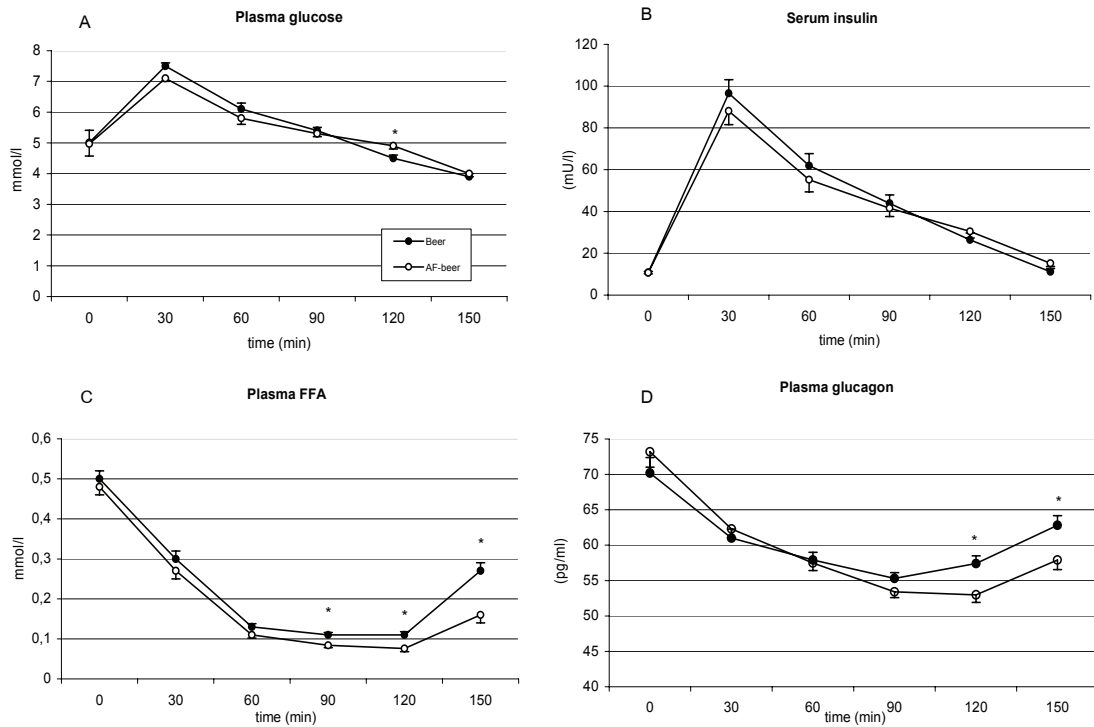 A
Plasma glucose
8
7
6
5
4
3
2
1
0
mmol/l
*
Beer
AF-beer
0 30 60 90 120 150
time (min)
B
Serum insulin
120
100
80
60
40
20
0
(mU/l)
0 30 60 90 120 150
time (min)
C
Plasma FFA
0,6
0,5
0,4
0,3
0,2
0,1
0
mmol/l
* * *
0 30 60 90 120 150
time (min)
D
Plasma glucagon
75
70
65
60
55
50
45
40
(pg/ml)
* *
0 30 60 90 120 150
time (min)